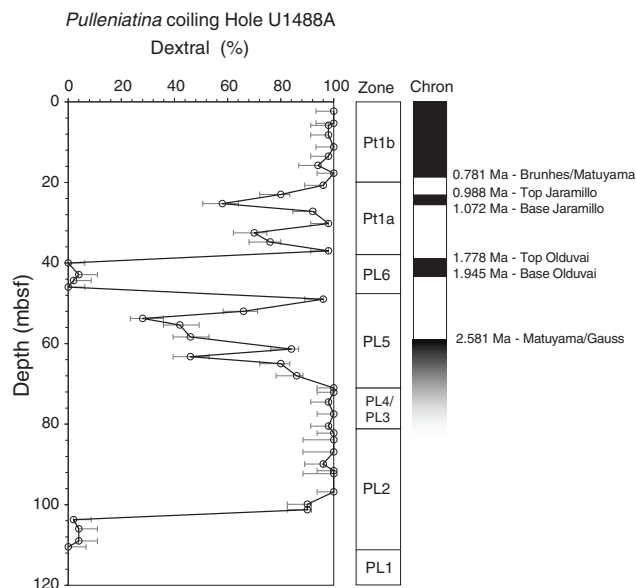 Pulleniatina coiling Hole U1488A
Dextral (%)
0 20 40 60 80 100
Zone Chron
0
20
40
60
80
100
120
Depth (mbsf)
Pt1b
Pt1a
PL6
PL5
PL4/
PL3
PL2
PL1
0.781 Ma - Brunhes/Matuyama
0.988 Ma - Top Jaramillo
1.072 Ma - Base Jaramillo
1.778 Ma - Top Olduvai
1.945 Ma - Base Olduvai
2.581 Ma - Matuyama/Gauss